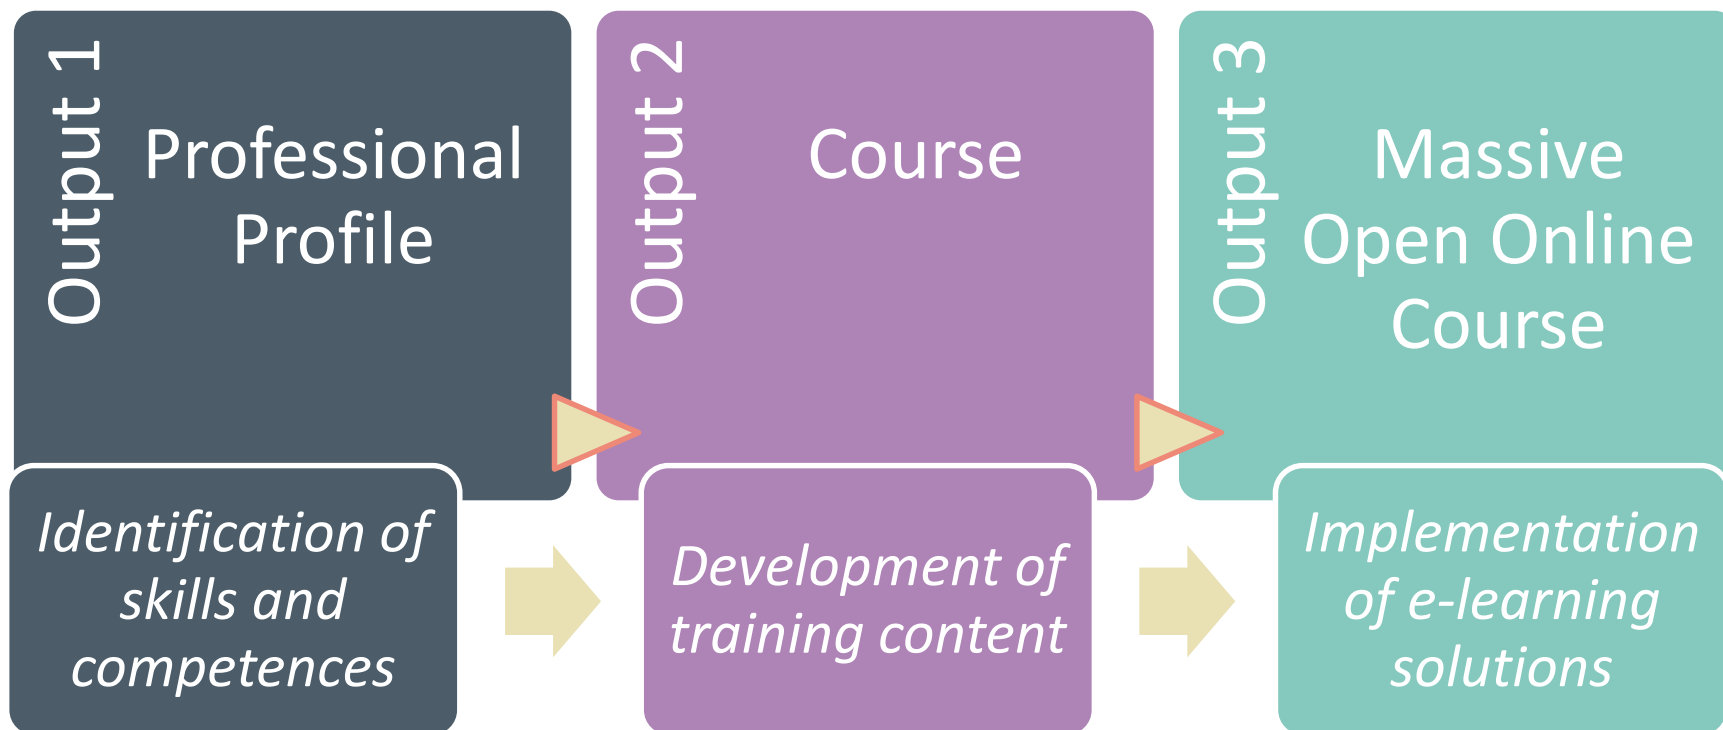 Output 1
Professional
Profile
Identification of
skills and
competences
Output 2
Course
Development of
training content
Output 3
Massive
Open Online
Course
Implementation
of e-learning
solutions